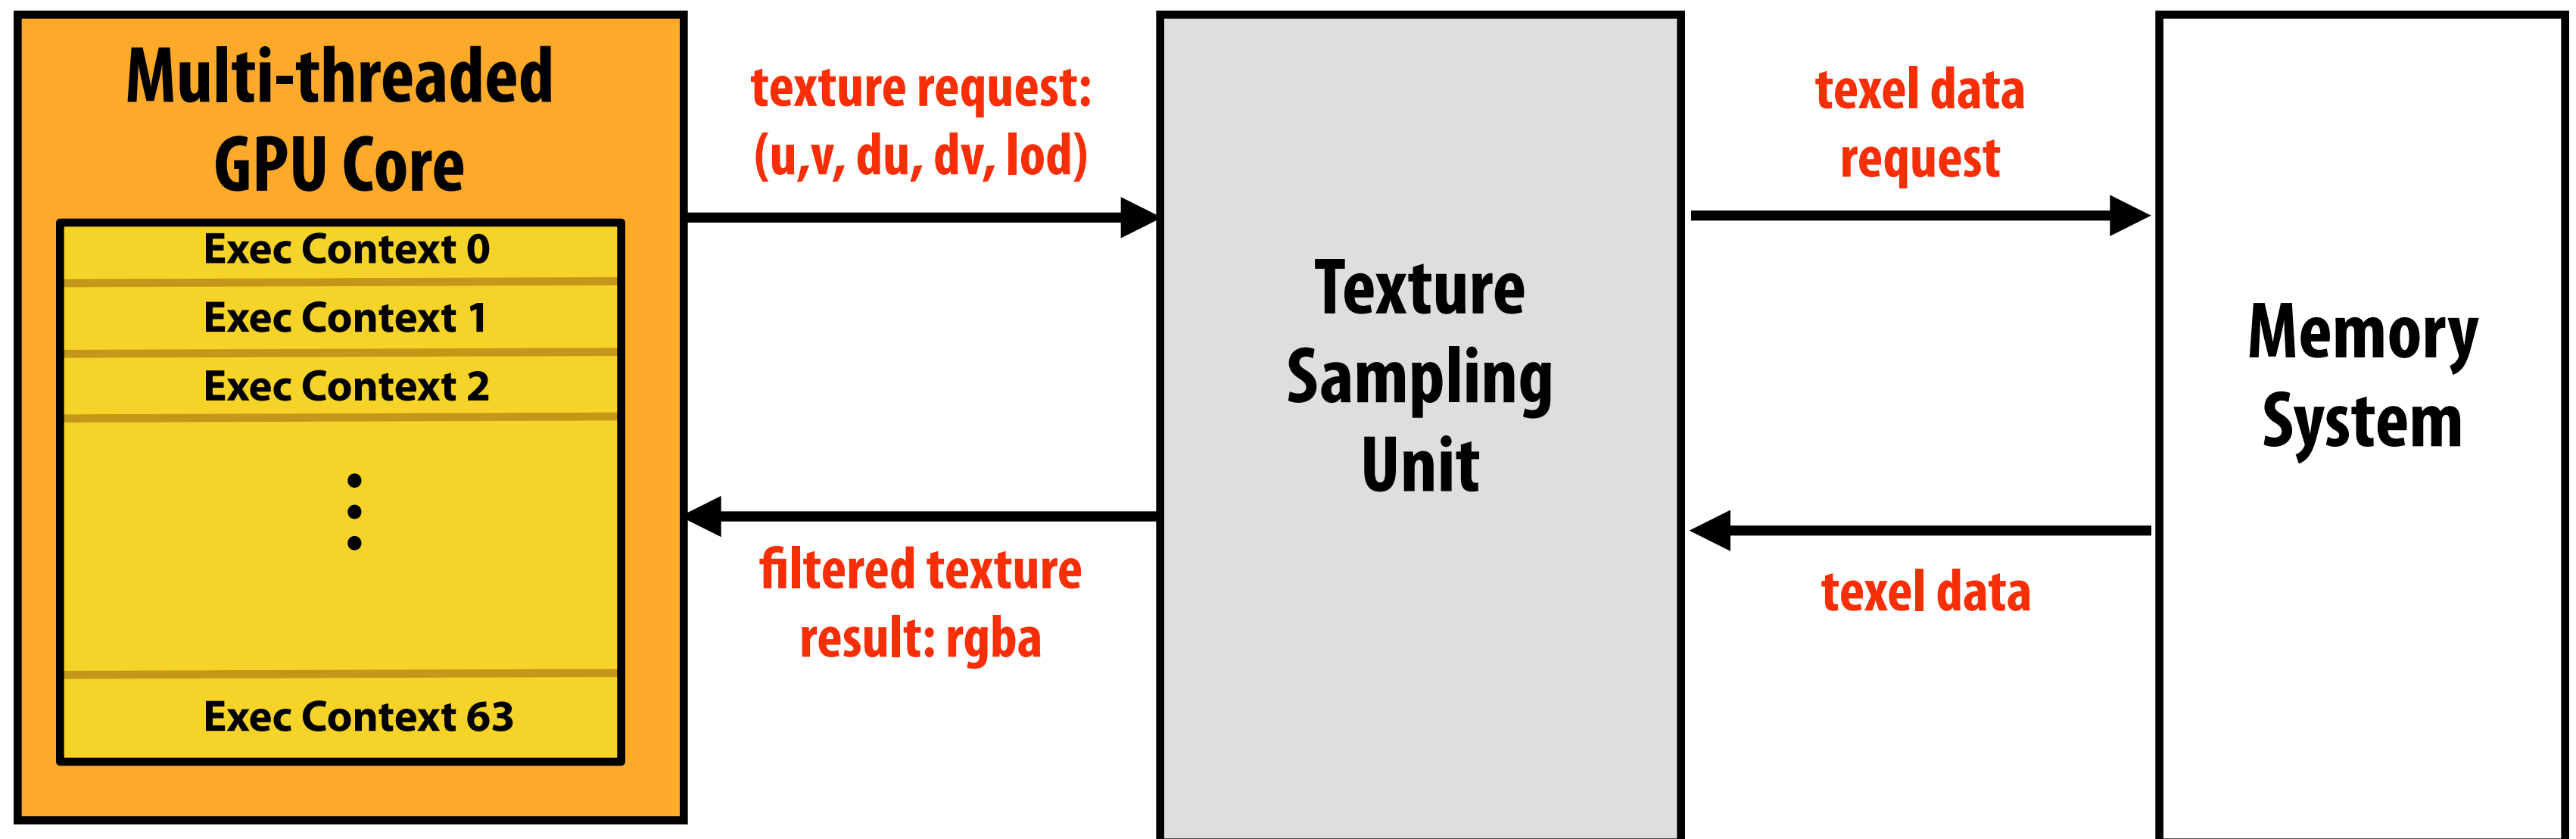 Multi-threaded
GPU Core
Exec Context 0
Exec Context 1
Exec Context 2
Exec Context 63
texture request:
(u,v, du, dv, lod)
filtered texture
result: rgba
Texture
Sampling
Unit
texel data
request
texel data
Memory
System